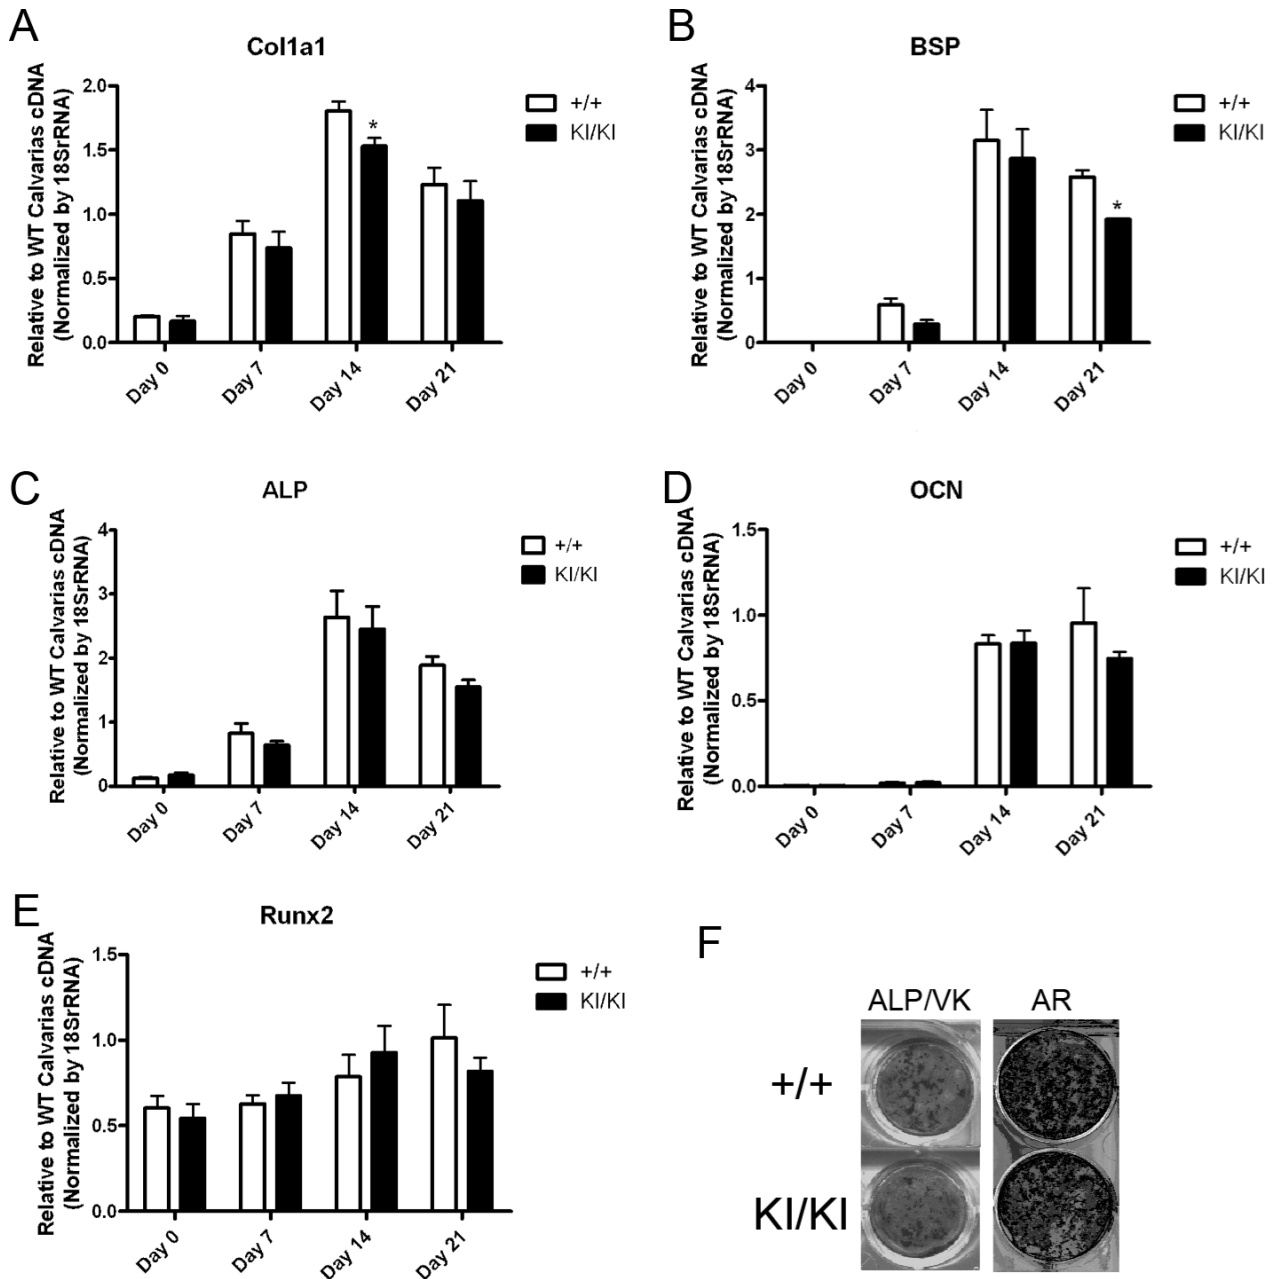 A
Col1a1
Relative to WT Calvarias cDNA
(Normalized by 18SrRNA)
2.0
1.5
1.0
0.5
0.0
*
+/+
KI/KI
Day 0
Day 7
Day 14
Day 21
B
BSP
Relative to WT Calvarias cDNA
(Normalized by 18SrRNA)
4
3
2
1
0
*
+/+
KI/KI
Day 0
Day 7
Day 14
Day 21
C
ALP
Relative to WT Calvarias cDNA
(Normalized by 18SrRNA)
4
3
2
1
0
+/+
KI/KI
Day 0
Day 7
Day 14
Day 21
D
OCN
Relative to WT Calvarias cDNA
(Normalized by 18SrRNA)
1.5
1.0
0.5
0.0
+/+
KI/KI
Day 0
Day 7
Day 14
Day 21
E
Runx2
Relative to WT Calvarias cDNA
(Normalized by 18SrRNA)
1.5
1.0
0.5
0.0
+/+
KI/KI
Day 0
Day 7
Day 14
Day 21
F
ALP/VK AR
+/+
KI/KI